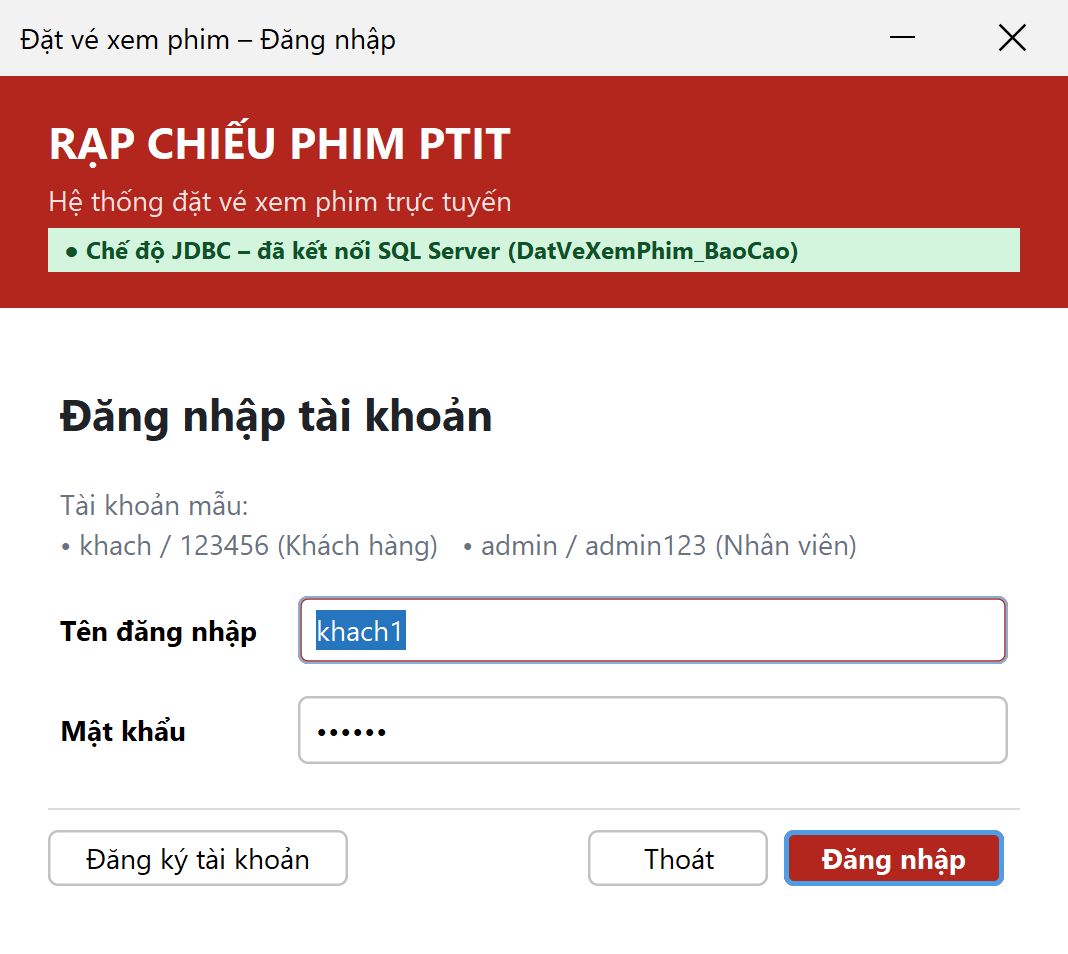 Đặt vé xem phim – Đăng nhập
RẠP CHIẾU PHIM PTIT
Hệ thống đặt vé xem phim trực tuyến
● Chế độ JDBC – đã kết nối SQL Server (DatVeXemPhim_BaoCao)
Đăng nhập tài khoản
Tài khoản mẫu:
• khach / 123456 (Khách hàng) • admin / admin123 (Nhân viên)
Tên đăng nhập khach1
Mật khẩu ••••••
Đăng ký tài khoản Thoát Đăng nhập